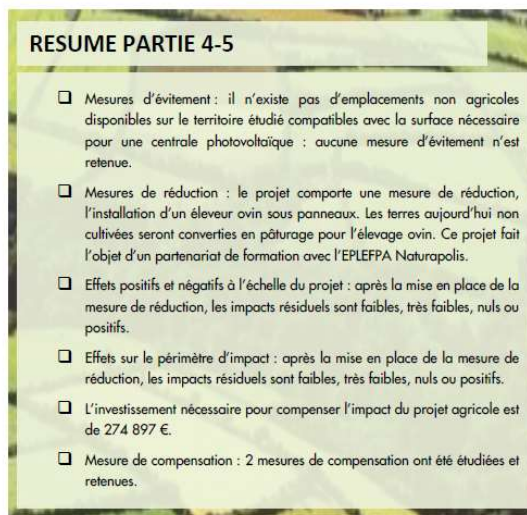 RESUME PARTIE 4-5
❑ Mesures d'évitement : il n'existe pas d'emplacements non agricoles
disponibles sur le territoire étudié compatibles avec la surface nécessaire
pour une centrale photovoltaïque : aucune mesure d'évitement n'est
retenue.
❑ Mesures de réduction : le projet comporte une mesure de réduction,
l'installation d'un éleveur ovin sous panneaux. Les terres aujourd'hui non
cultivées seront converties en pâturage pour l'élevage ovin. Ce projet fait
l'objet d'un partenariat de formation avec l'EPLEFPA Naturapolis.
❑ Effets positifs et négatifs à l'échelle du projet : après la mise en place de la
mesure de réduction, les impacts résiduels sont faibles, très faibles, nuls ou
positifs.
❑ Effets sur le périmètre d'impact : après la mise en place de la mesure de
réduction, les impacts résiduels sont faibles, très faibles, nuls ou positifs.
❑ L'investissement nécessaire pour compenser l'impact du projet agricole est
de 274 897 €.
❑ Mesure de compensation : 2 mesures de compensation ont été étudiées et
retenues.